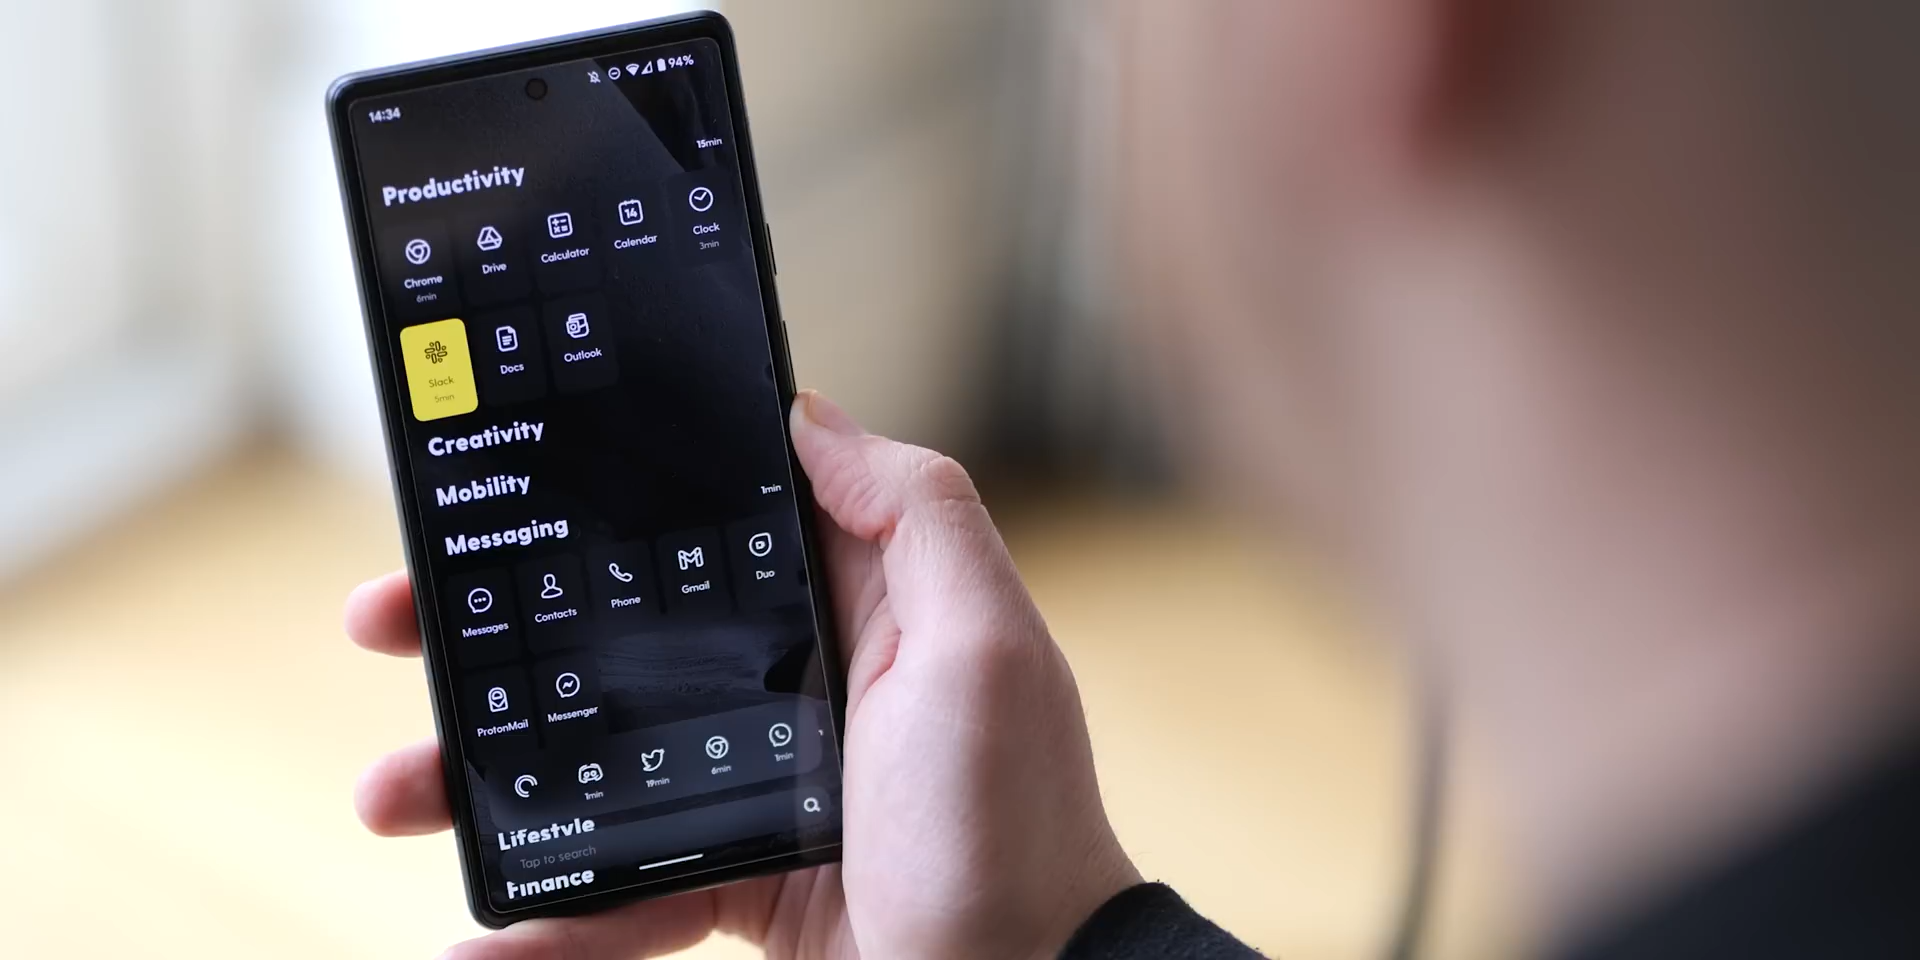 14:34
94%
15min
Productivity
Chrome
6min
Drive
Calculator
14
Calendar
Clock
3min
Slack
5min
Docs
Outlook
Creativity
Mobility
1min
Messaging
Messages
Contacts
Phone
Gmail
Duo
ProtonMail
Messenger
1min
19min
6min
1min
Lifestyle
Tap to search
Finance